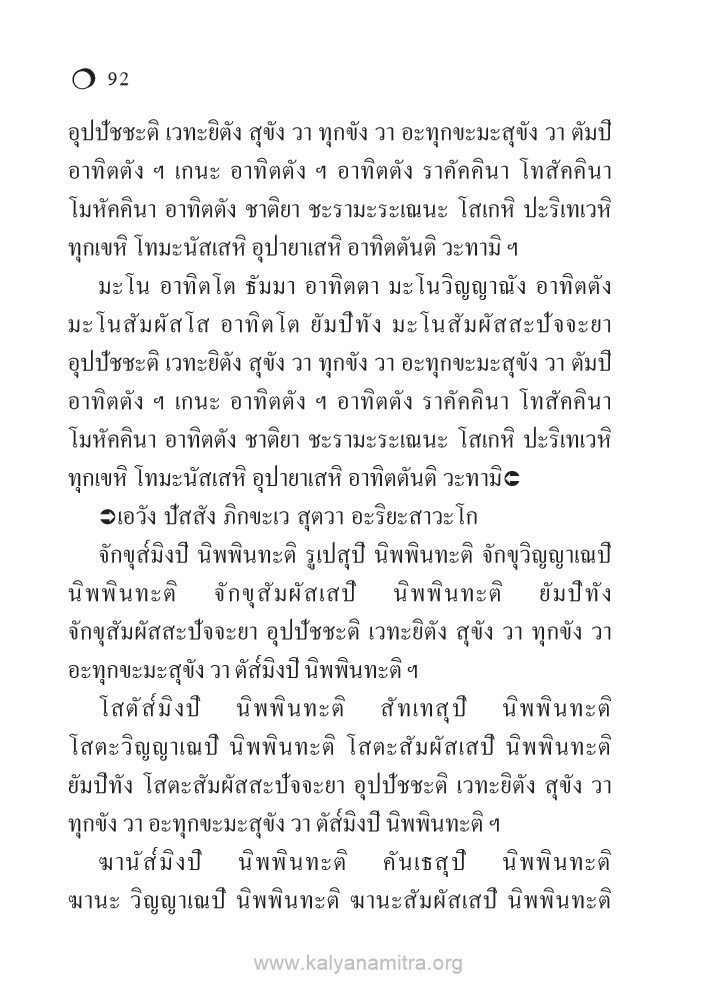 ❍ 92
อุปปัชชะติ เวทะยิตัง สุขัง วา ทุกขัง วา อะทุกขะมะสุขัง วา ตัมปิ
อาทิตตัง ฯ เกนะ อาทิตตัง ฯ อาทิตตัง ราคัคคินา โทสัคคินา
โมหัคคินา อาทิตตัง ชาติยา ชะรามะระเณนะ โสเกหิ ปะริเทเวหิ
ทุกเขหิ โทมะนัสเสหิ อุปายาเสหิ อาทิตตันติ วะทามิ ฯ
มะโน อาทิตโต ธัมมา อาทิตตา มะโนวิญญาณัง อาทิตตัง
มะโนสัมผัสโส อาทิตโต ยัมปิทัง มะโนสัมผัสสะปัจจะยา
อุปปัชชะติ เวทะยิตัง สุขัง วา ทุกขัง วา อะทุกขะมะสุขัง วา ตัมปิ
อาทิตตัง ฯ เกนะ อาทิตตัง ฯ อาทิตตัง ราคัคคินา โทสัคคินา
โมหัคคินา อาทิตตัง ชาติยา ชะรามะระเณนะ โสเกหิ ปะริเทเวหิ
ทุกเขหิ โทมะนัสเสหิ อุปายาเสหิ อาทิตตันติ วะทามิ➲
➲เอวัง ปัสสัง ภิกขะเว สุตวา อะริยะสาวะโก
จักขุส๎มิงปิ นิพพินทะติ รูเปสุปิ นิพพินทะติ จักขุวิญญาเณปิ
นิพพินทะติ จักขุสัมผัสเสปิ นิพพินทะติ ยัมปิทัง
จักขุสัมผัสสะปัจจะยา อุปปัชชะติ เวทะยิตัง สุขัง วา ทุกขัง วา
อะทุกขะมะสุขัง วา ตัส๎มิงปิ นิพพินทะติ ฯ
โสตัส๎มิงปิ นิพพินทะติ สัทเทสุปิ นิพพินทะติ
โสตะวิญญาเณปิ นิพพินทะติ โสตะสัมผัสเสปิ นิพพินทะติ
ยัมปิทัง โสตะสัมผัสสะปัจจะยา อุปปัชชะติ เวทะยิตัง สุขัง วา
ทุกขัง วา อะทุกขะมะสุขัง วา ตัส๎มิงปิ นิพพินทะติ ฯ
ฆานัส๎มิงปิ นิพพินทะติ คันเธสุปิ นิพพินทะติ
ฆานะ วิญญาเณปิ นิพพินทะติ ฆานะสัมผัสเสปิ นิพพินทะติ
www.kalyanamitra.org